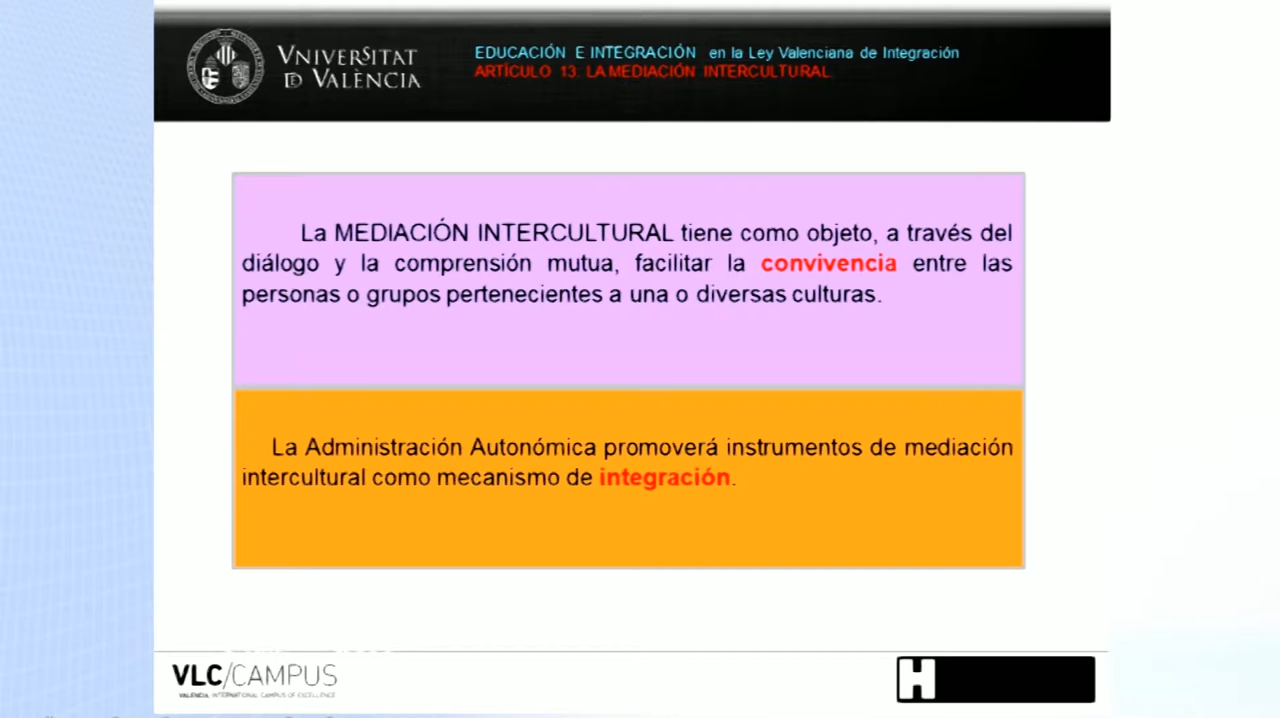 VNIVERSITAT
D VALÈNCIA
EDUCACIÓN E INTEGRACIÓN en la Ley Valenciana de Integración
ARTÍCULO 13: LA MEDIACIÓN INTERCULTURAL.
La MEDIACIÓN INTERCULTURAL tiene como objeto, a través del
diálogo y la comprensión mutua, facilitar la convivencia entre las
personas o grupos pertenecientes a una o diversas culturas.
La Administración Autonómica promoverá instrumentos de mediación
intercultural como mecanismo de integración.
VLC/CAMPUS
VALENCIA, INTERNATIONAL CAMPUS OF EXCELLENCE
H